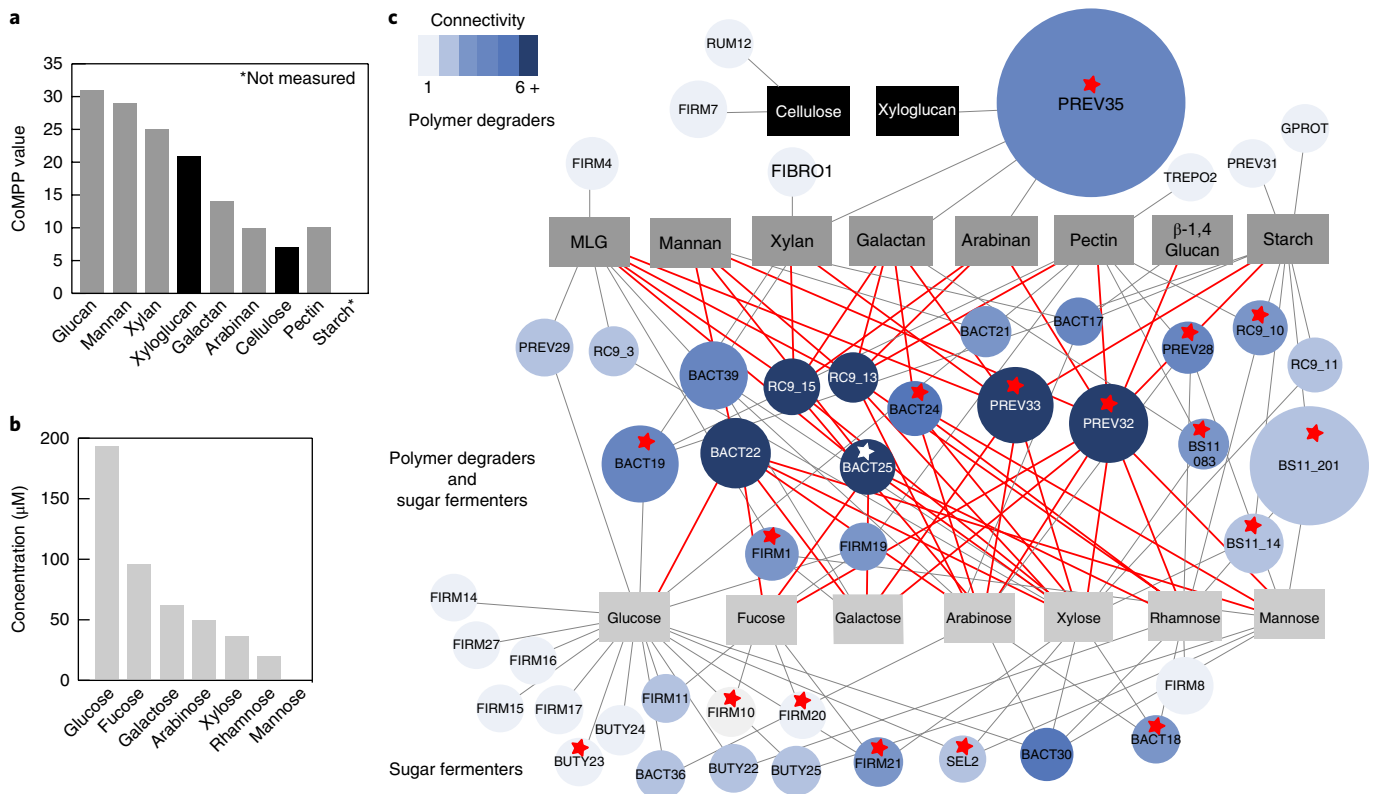 a
CoMPP value
35
30
25
20
15
10
5
0
*Not measured
Glucan
Mannan
Xylan
Xyloglucan
Galactan
Arabinan
Cellulose
Pectin
Starch*
b
Concentration (μM)
200
150
100
50
0
Glucose
Fucose
Galactose
Arabinose
Xylose
Rhamnose
Mannose
c
Connectivity
1
6 +
Polymer degraders
RUM12
FIRM7
Cellulose
Xyloglucan
PREV35
FIRM4
FIBRO1
TREPO2
PREV31
GPROT
MLG
Mannan
Xylan
Galactan
Arabinan
Pectin
β-1,4
Glucan
Starch
PREV29
RC9_3
BACT39
RC9_15
RC9_13
BACT24
BACT21
PREV33
BACT17
PREV32
PREV28
RC9_10
RC9_11
Polymer degraders
and
sugar fermenters
BACT19
BACT22
BACT25
BS11
083
BS11_201
FIRM1
FIRM19
BS11_14
Glucose
Fucose
Galactose
Arabinose
Xylose
Rhamnose
Mannose
FIRM14
FIRM27
FIRM16
FIRM15
FIRM17
BUTY24
FIRM11
FIRM10
FIRM20
FIRM8
Sugar fermenters
BUTY23
BACT36
BUTY22
BUTY25
FIRM21
SEL2
BACT30
BACT18